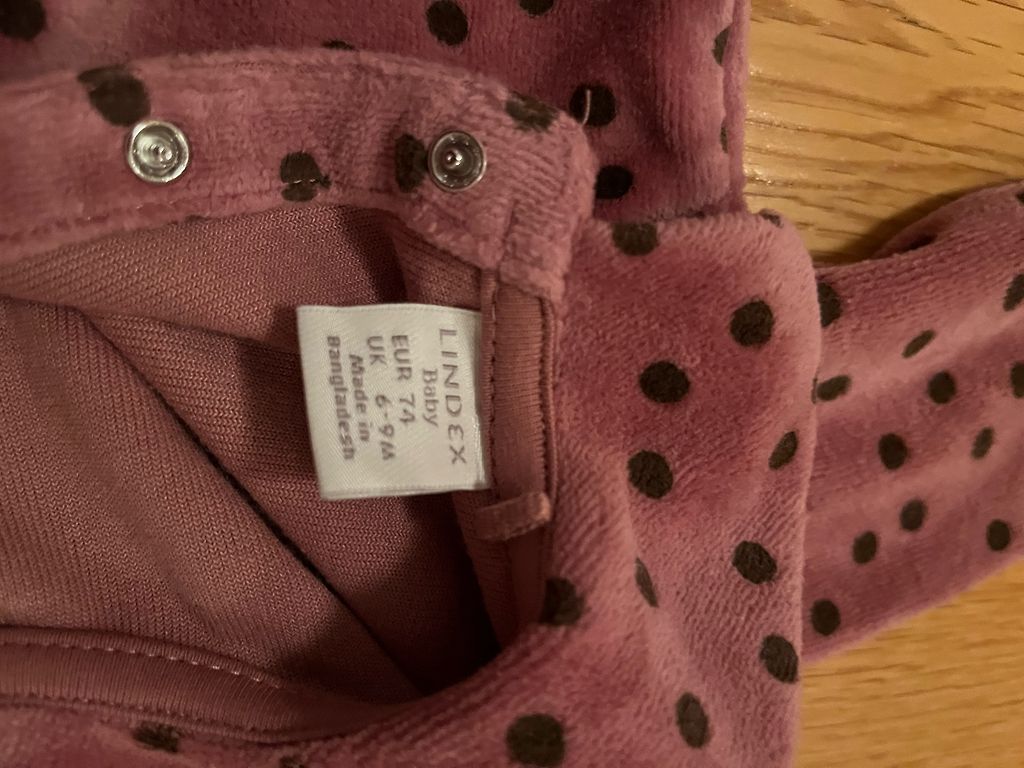 LINDEX
Baby
EUR 74
UK 6-9M
Made in
Bangladesh